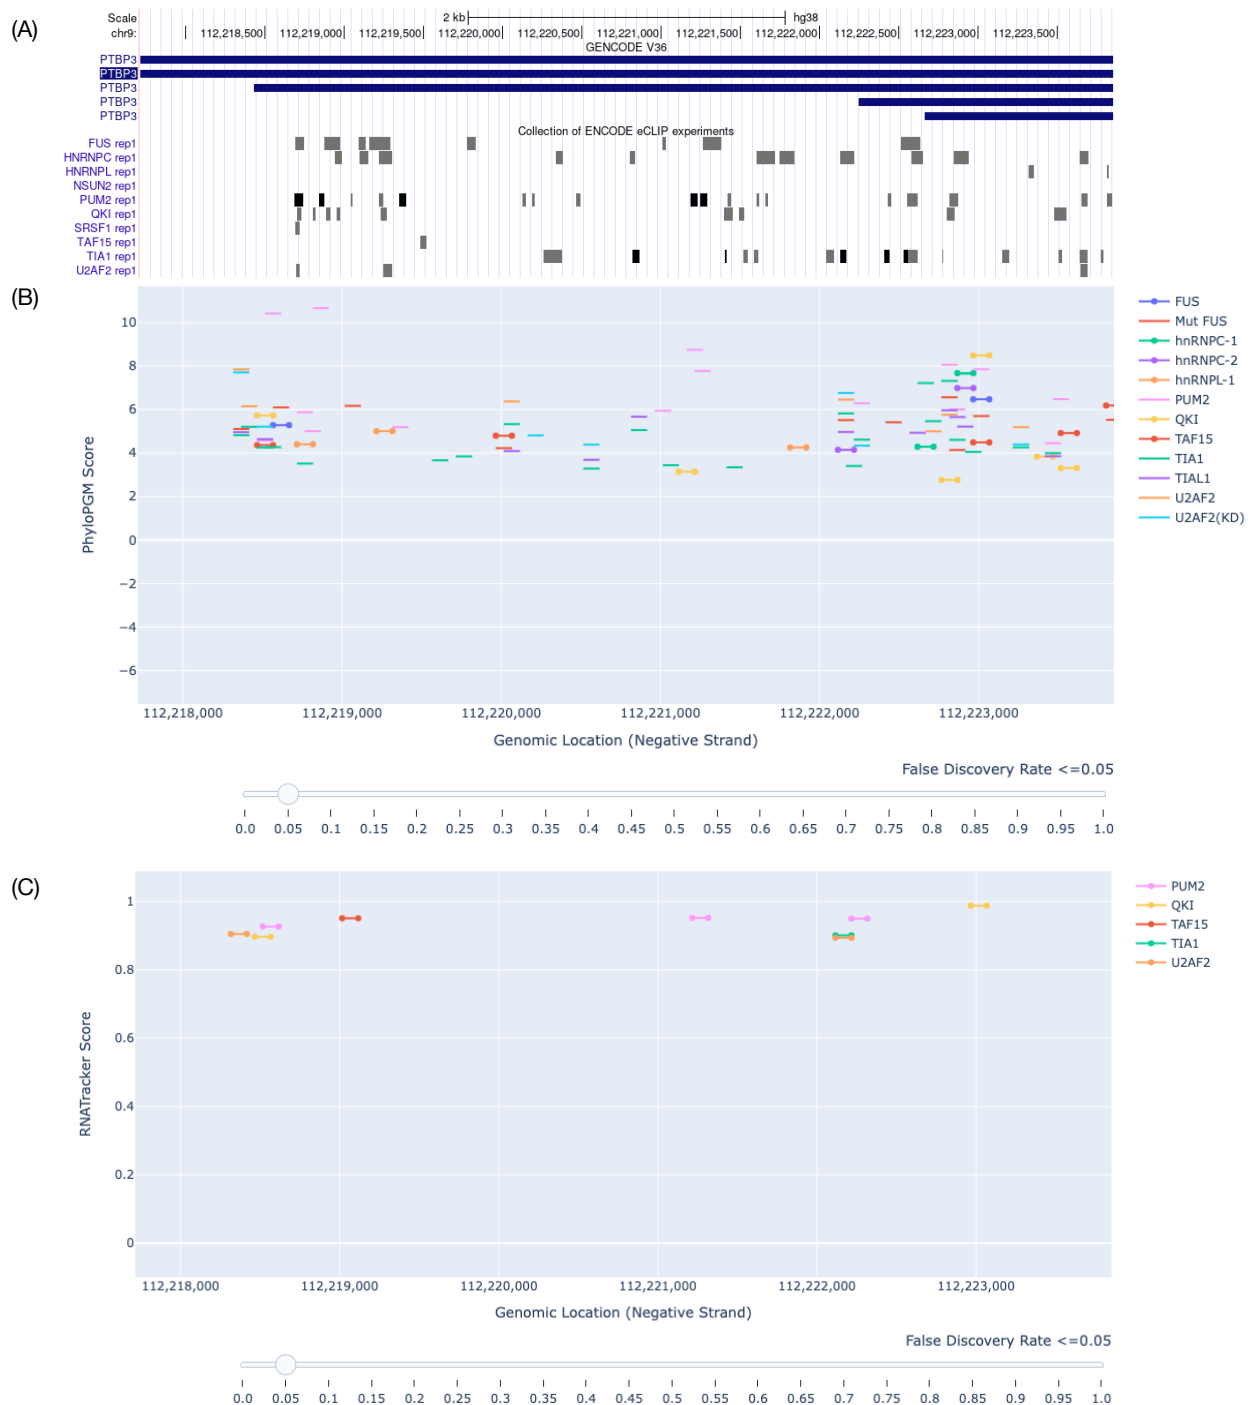 (A)
Scale 2 kb hg38
chr9: 112,218,500 112,219,000 112,219,500 112,220,000 112,220,500 112,221,000 112,221,500 112,222,000 112,222,500 112,223,000 112,223,500
GENCODE V36
PTBP3
PTBP3
PTBP3
PTBP3
PTBP3
Collection of ENCODE eCLIP experiments
FUS rep1
HNRNPC rep1
HNRNPL rep1
NSUN2 rep1
PUM2 rep1
QKI rep1
SRSF1 rep1
TAF15 rep1
TIA1 rep1
U2AF2 rep1
(B)
10
8
6
4
2
0
−2
−4
−6
PhyloPGM Score
112,218,000 112,219,000 112,220,000 112,221,000 112,222,000 112,223,000
Genomic Location (Negative Strand)
FUS
Mut FUS
hnRNPC-1
hnRNPC-2
hnRNPL-1
PUM2
QKI
TAF15
TIA1
TIAL1
U2AF2
U2AF2(KD)
False Discovery Rate <=0.05
0.0 0.05 0.1 0.15 0.2 0.25 0.3 0.35 0.4 0.45 0.5 0.55 0.6 0.65 0.7 0.75 0.8 0.85 0.9 0.95 1.0
(C)
1
0.8
0.6
0.4
0.2
0
RNATracker Score
112,218,000 112,219,000 112,220,000 112,221,000 112,222,000 112,223,000
Genomic Location (Negative Strand)
PUM2
QKI
TAF15
TIA1
U2AF2
False Discovery Rate <=0.05
0.0 0.05 0.1 0.15 0.2 0.25 0.3 0.35 0.4 0.45 0.5 0.55 0.6 0.65 0.7 0.75 0.8 0.85 0.9 0.95 1.0